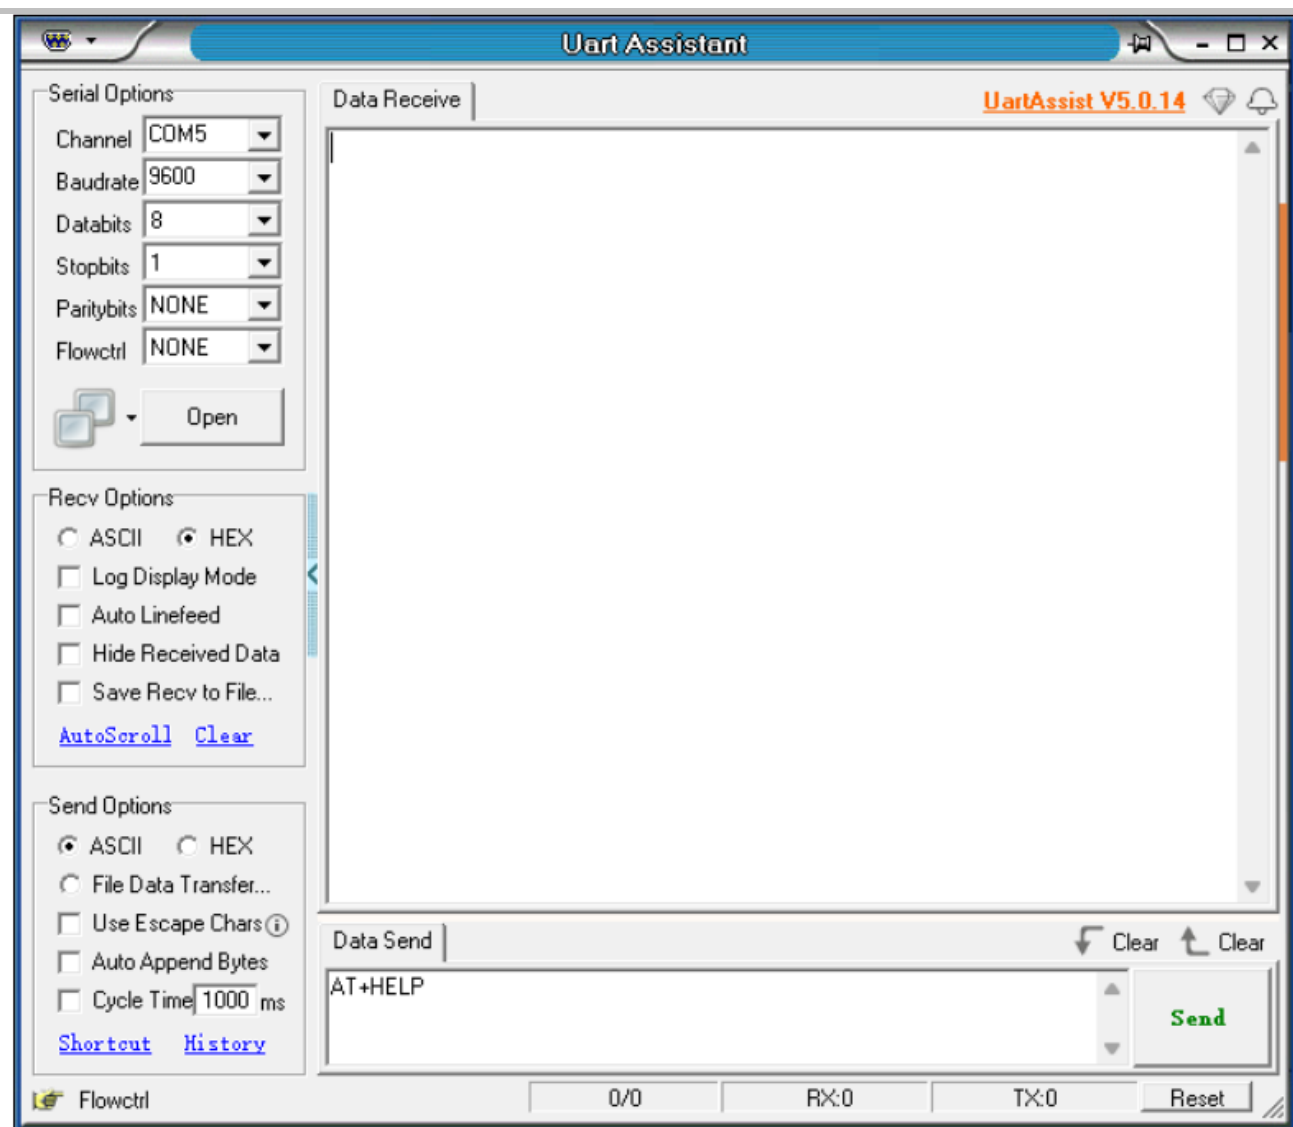 Uart Assistant
Serial Options
Channel COM5
Baudrate 9600
Databits 8
Stopbits 1
Paritybits NONE
Flowctrl NONE
Open
Recv Options
ASCII HEX
Log Display Mode
Auto Linefeed
Hide Received Data
Save Recv to File...
AutoScroll Clear
Send Options
ASCII HEX
File Data Transfer...
Use Escape Chars
Auto Append Bytes
Cycle Time 1000 ms
Shortcut History
Data Receive
UartAssist V5.0.14
Data Send
Clear Clear
AT+HELP
Send
Flowctrl 0/0 RX:0 TX:0 Reset